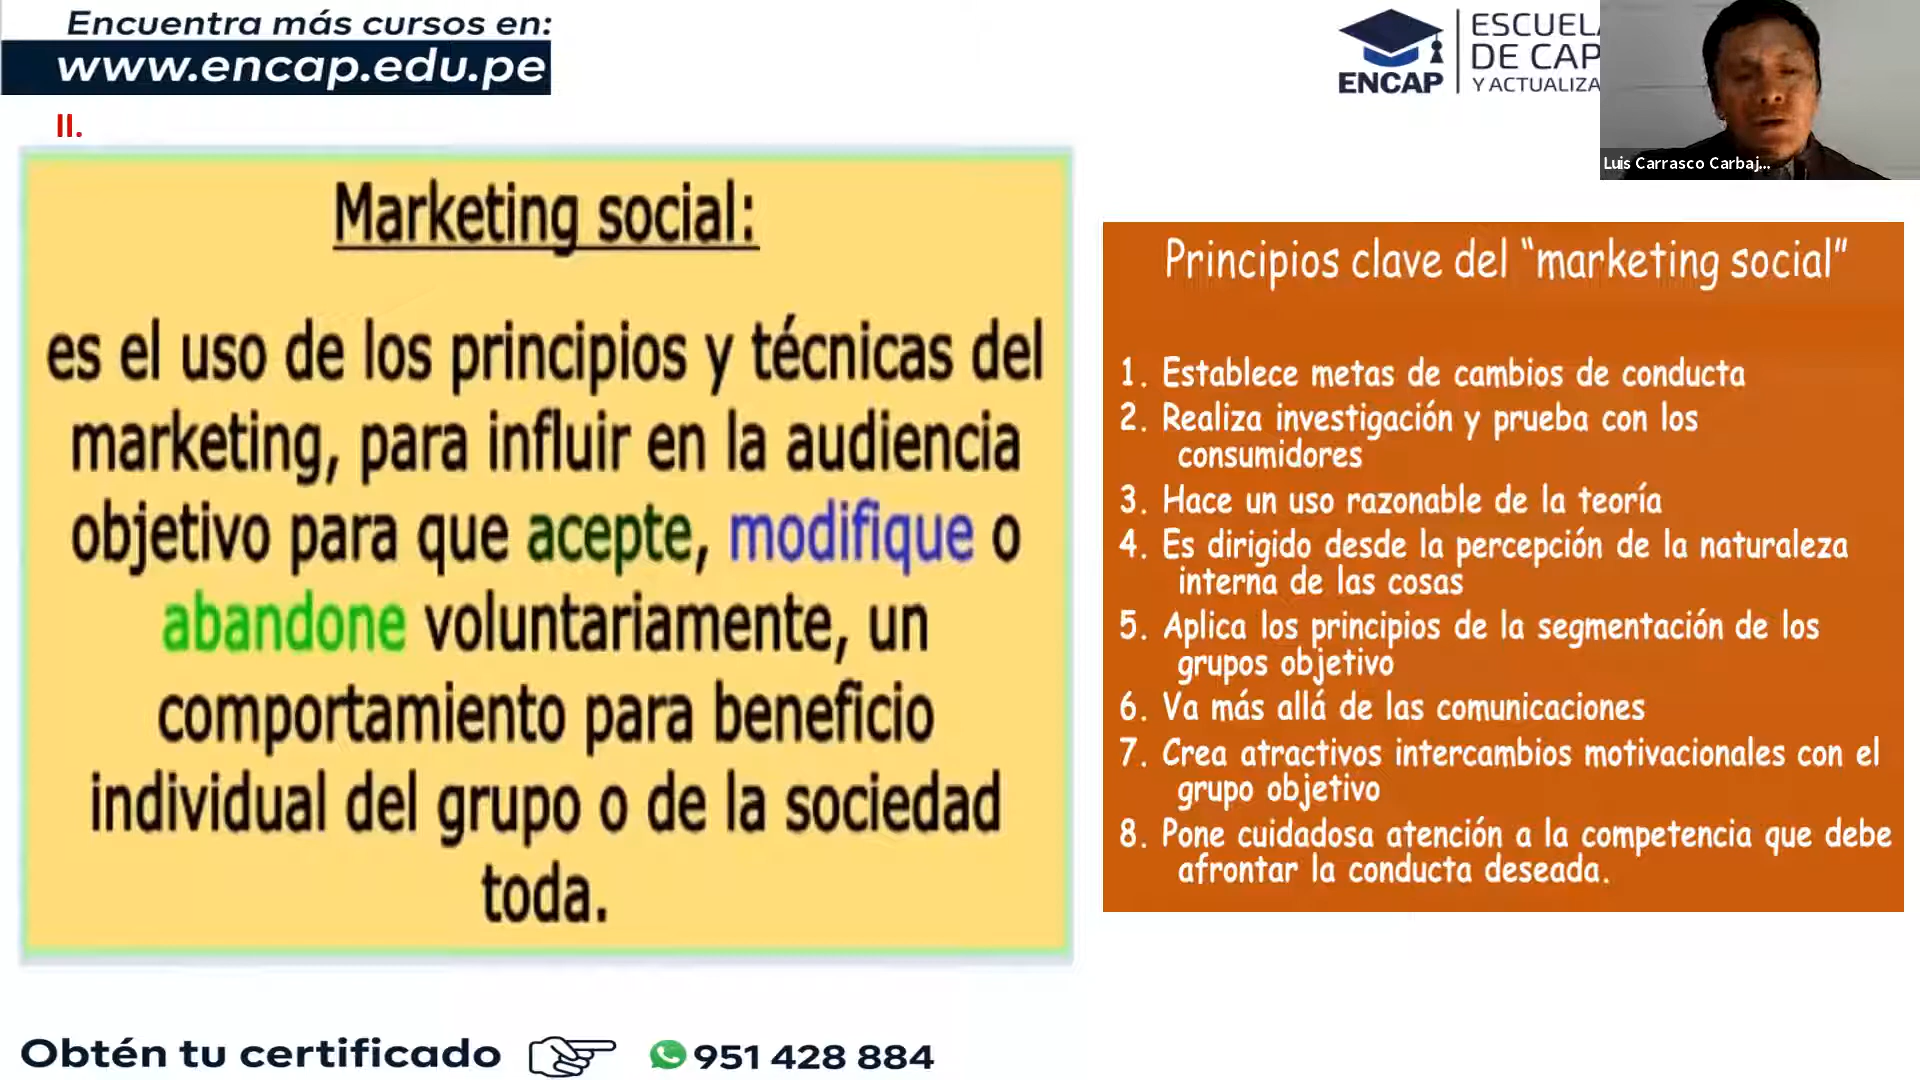 Encuentra más cursos en:
www.encap.edu.pe
ENCAP
ESCUELA
DE CAP
Y ACTUALIZA
Luis Carrasco Carbaj...
II.
Marketing social:
es el uso de los principios y técnicas del
marketing, para influir en la audiencia
objetivo para que acepte, modifique o
abandone voluntariamente, un
comportamiento para beneficio
individual del grupo o de la sociedad
toda.
Principios clave del “marketing social”
1. Establece metas de cambios de conducta
2. Realiza investigación y prueba con los
consumidores
3. Hace un uso razonable de la teoría
4. Es dirigido desde la percepción de la naturaleza
interna de las cosas
5. Aplica los principios de la segmentación de los
grupos objetivo
6. Va más allá de las comunicaciones
7. Crea atractivos intercambios motivacionales con el
grupo objetivo
8. Pone cuidadosa atención a la competencia que debe
afrontar la conducta deseada.
Obtén tu certificado
951 428 884